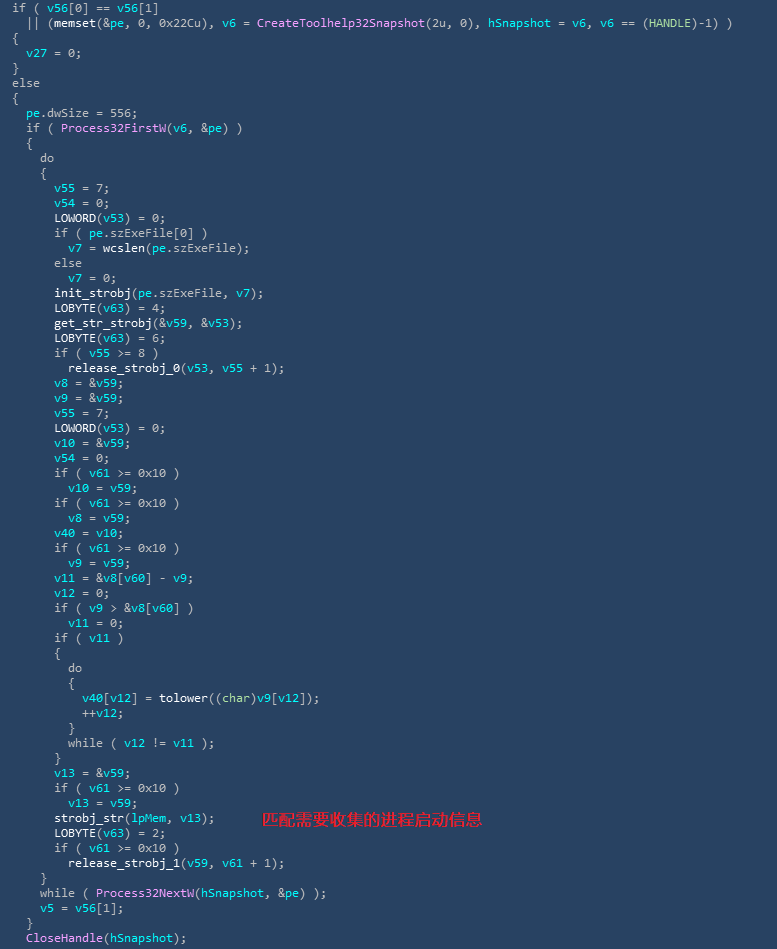 if ( v56[0] == v56[1]
|| (memset(&pe, 0, 0x22Cu), v6 = CreateToolhelp32Snapshot(2u, 0), hSnapshot = v6, v6 == (HANDLE)-1) )
{
v27 = 0;
}
else
{
pe.dwSize = 556;
if ( Process32FirstW(v6, &pe) )
{
do
{
v55 = 7;
v54 = 0;
LOWORD(v53) = 0;
if ( pe.szExeFile[0] )
v7 = wcslen(pe.szExeFile);
else
v7 = 0;
init_strobj(pe.szExeFile, v7);
LOBYTE(v63) = 4;
get_str_strobj(&v59, &v53);
LOBYTE(v63) = 6;
if ( v55 >= 8 )
release_strobj_0(v53, v55 + 1);
v8 = &v59;
v9 = &v59;
v55 = 7;
LOWORD(v53) = 0;
v10 = &v59;
v54 = 0;
if ( v61 >= 0x10 )
v10 = v59;
if ( v61 >= 0x10 )
v8 = v59;
v40 = v10;
if ( v61 >= 0x10 )
v9 = v59;
v11 = &v8[v60] - v9;
v12 = 0;
if ( v9 > &v8[v60] )
v11 = 0;
if ( v11 )
{
do
{
v40[v12] = tolower((char)v9[v12]);
++v12;
}
while ( v12 != v11 );
}
v13 = &v59;
if ( v61 >= 0x10 )
v13 = v59;
strobj_str(lpMem, v13); 匹配需要收集的进程启动信息
LOBYTE(v63) = 2;
if ( v61 >= 0x10 )
release_strobj_1(v59, v61 + 1);
}
while ( Process32NextW(hSnapshot, &pe) );
v5 = v56[1];
}
CloseHandle(hSnapshot);